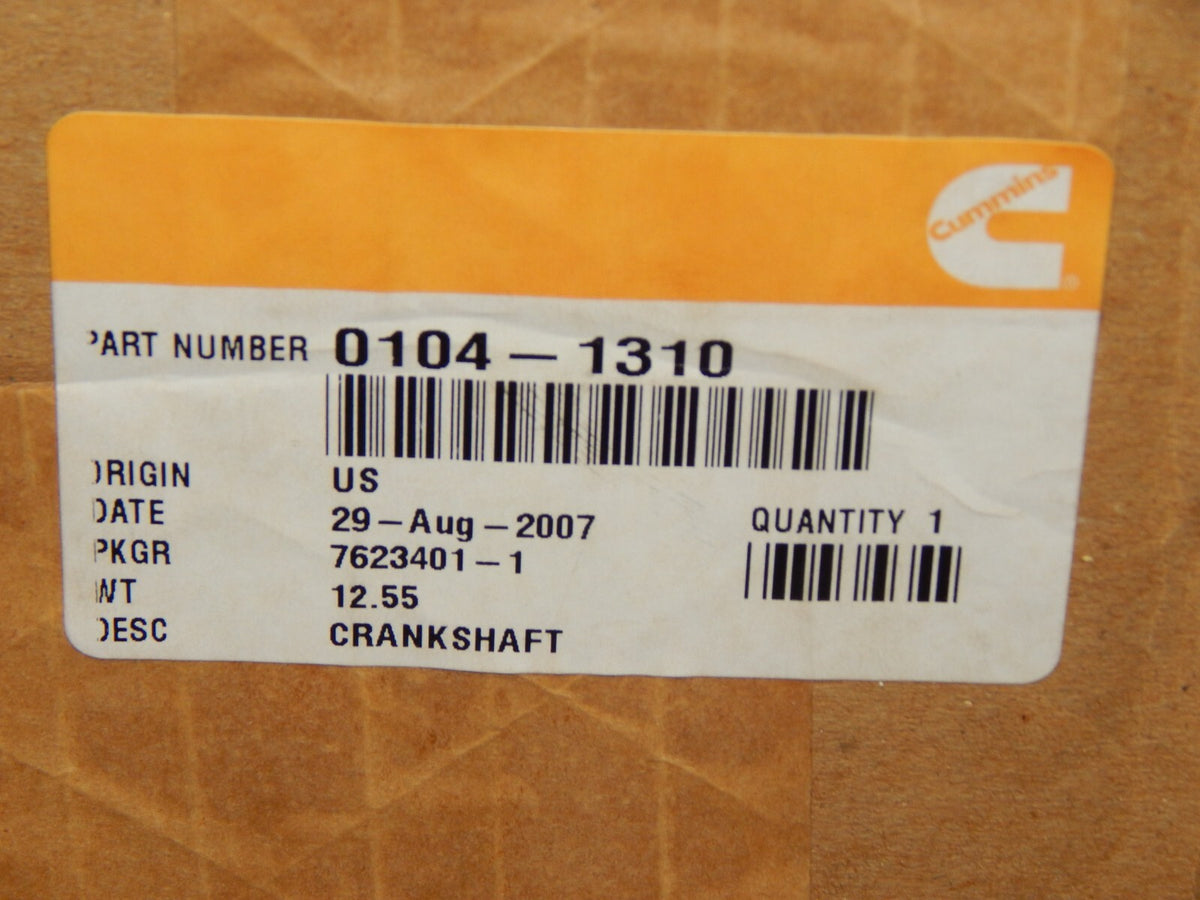 Cummins
®
PART NUMBER 0104-1310
ORIGIN US
DATE 29-Aug-2007
QUANTITY 1
PKGR 7623401-1
WT 12.55
DESC CRANKSHAFT